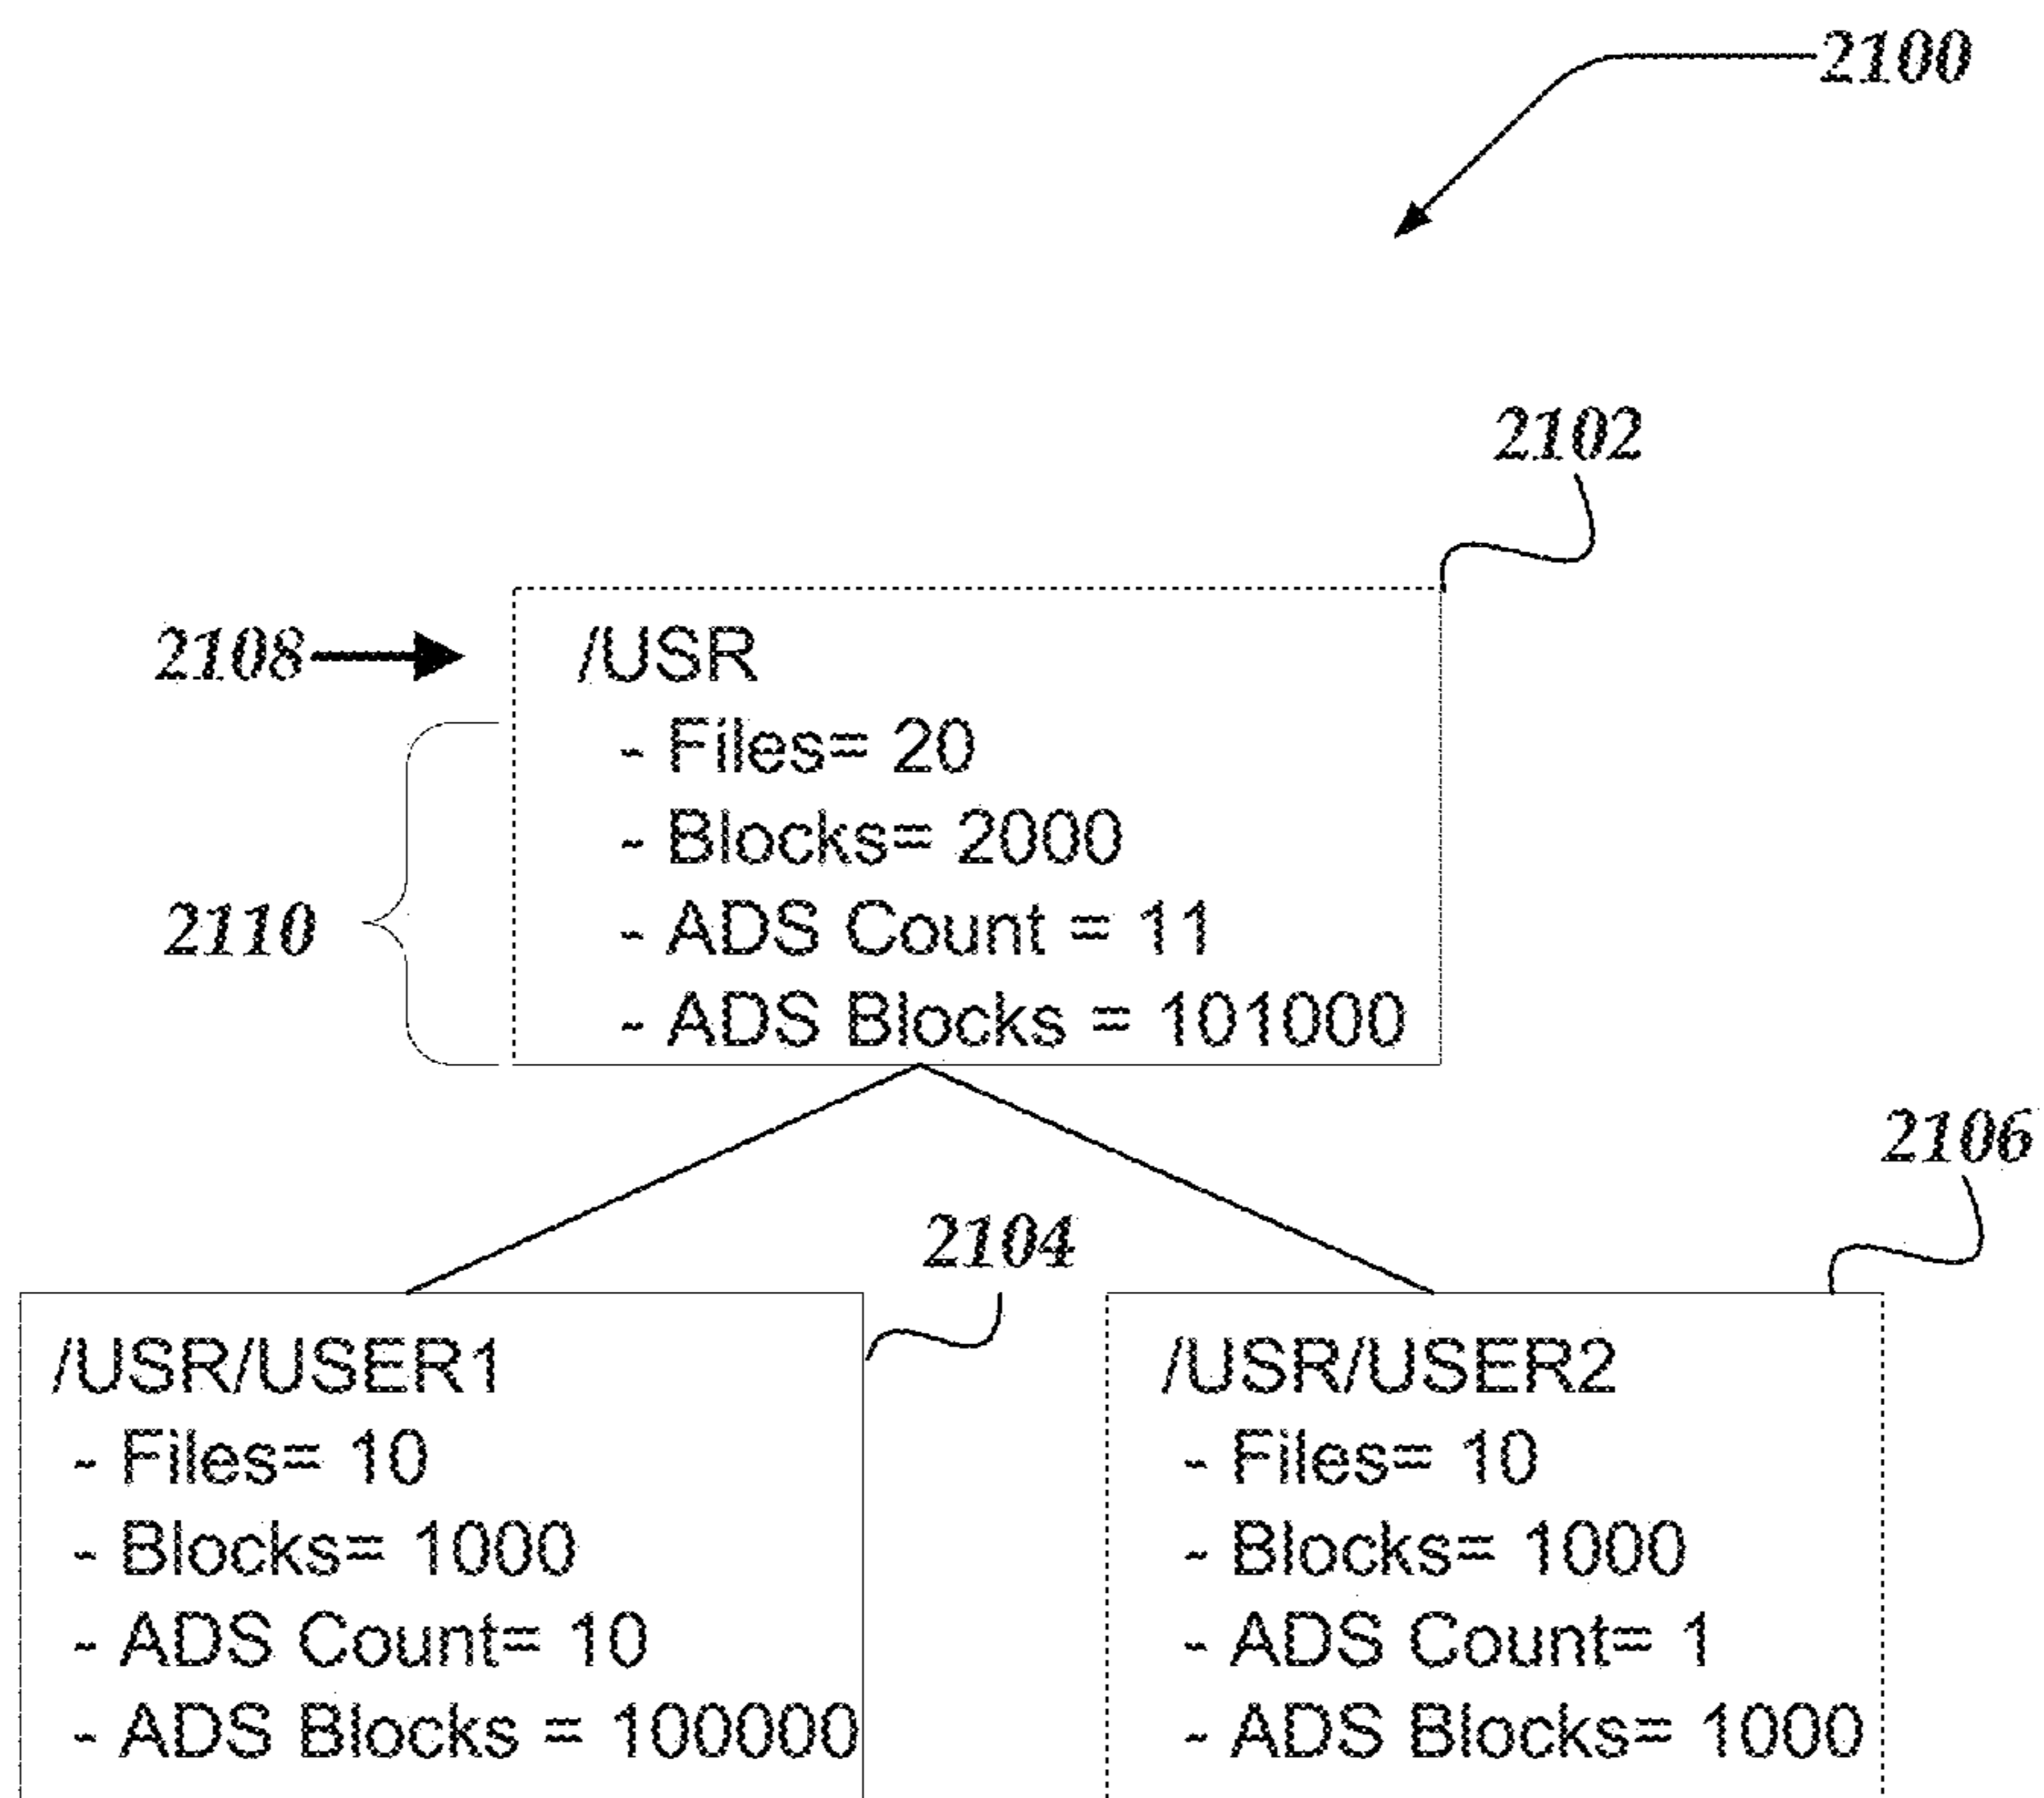 2100
2102
2108
/USR
- Files= 20
- Blocks= 2000
- ADS Count = 11
- ADS Blocks = 101000
2110
2106
2104
/USR/USER1
- Files= 10
- Blocks= 1000
- ADS Count= 10
- ADS Blocks = 100000
/USR/USER2
- Files= 10
- Blocks= 1000
- ADS Count= 1
- ADS Blocks= 1000